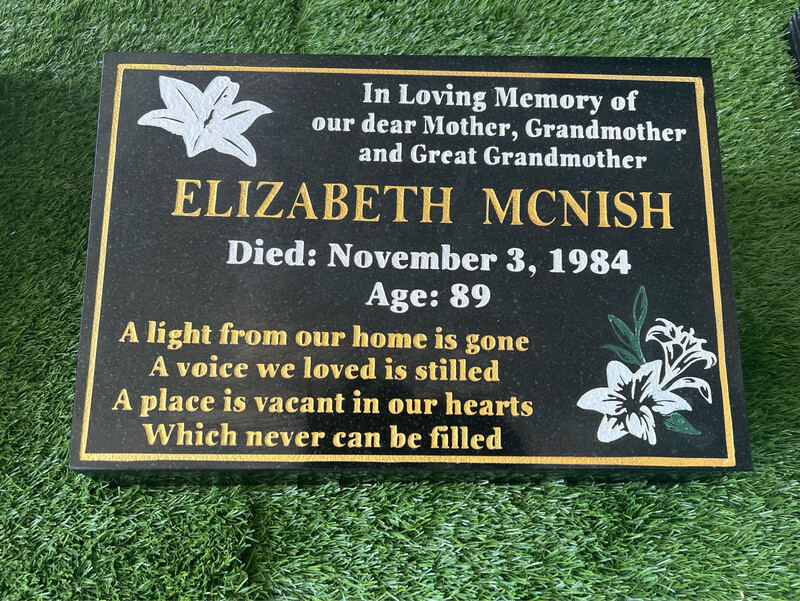 In Loving Memory of
our dear Mother, Grandmother
and Great Grandmother
ELIZABETH MCNISH
Died: November 3, 1984
Age: 89
A light from our home is gone
A voice we loved is stilled
A place is vacant in our hearts
Which never can be filled